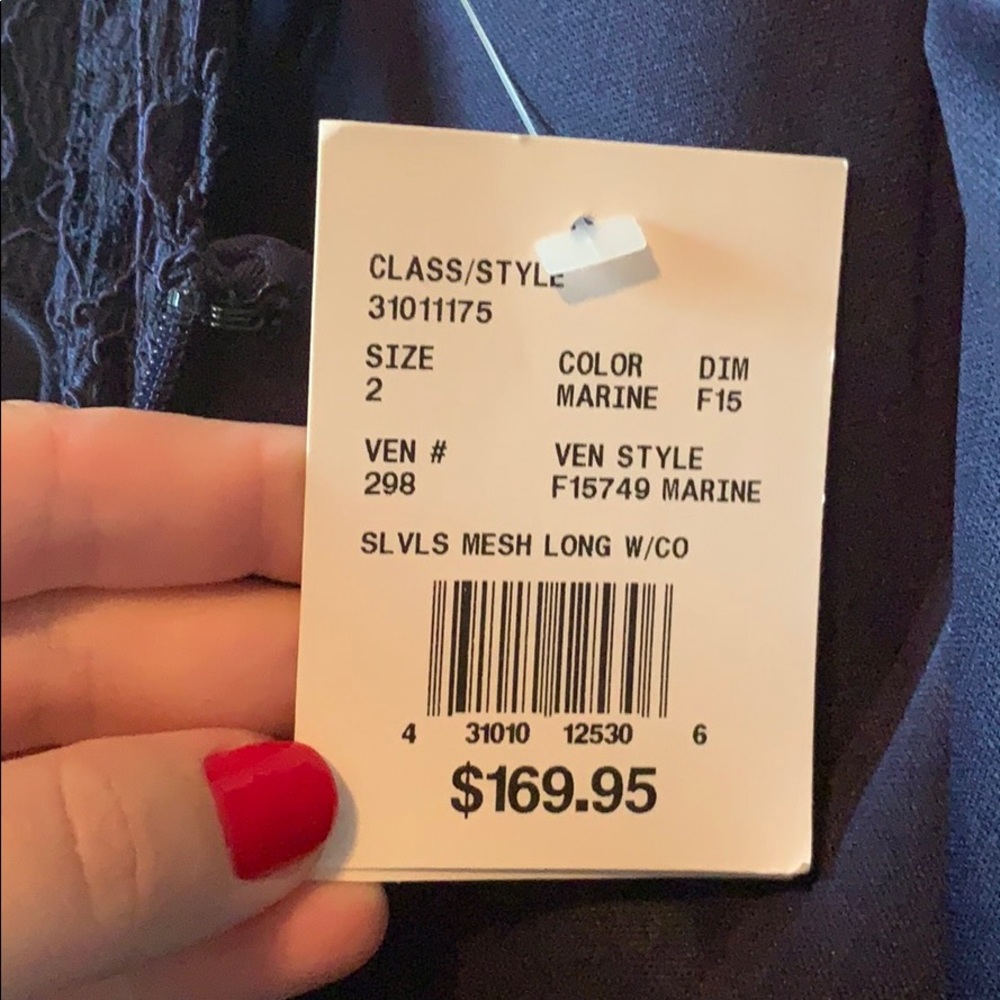 CLASS/STYLE
31011175
SIZE COLOR DIM
2 MARINE F15
VEN # VEN STYLE
298 F15749 MARINE
SLVLS MESH LONG W/CO
4 31010 12530 6
$169.95